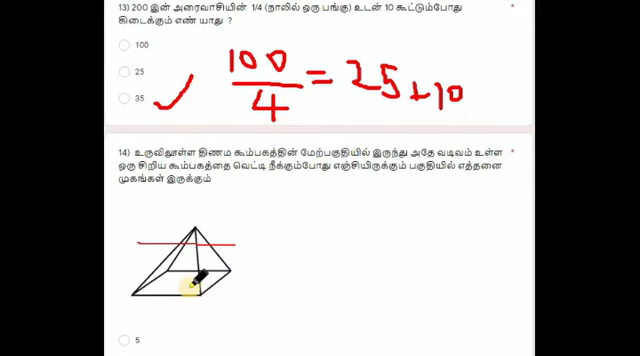 13) 200 இன் அரைவாசியின் 1/4 (நாலில் ஒரு பங்கு) உடன் 10 கூட்டும்போது *
கிடைக்கும் எண் யாது ?
100
25
35
100/4 = 25 + 10
14) உருவிலுள்ள திணம கூம்பகத்தின் மேற்பகுதியில் இருந்து அதே வடிவம் உள்ள *
ஒரு சிறிய கூம்பகத்தை வெட்டி நீக்கும்போது எஞ்சியிருக்கும் பகுதியில் எத்தனை
முகங்கள் இருக்கும்
5